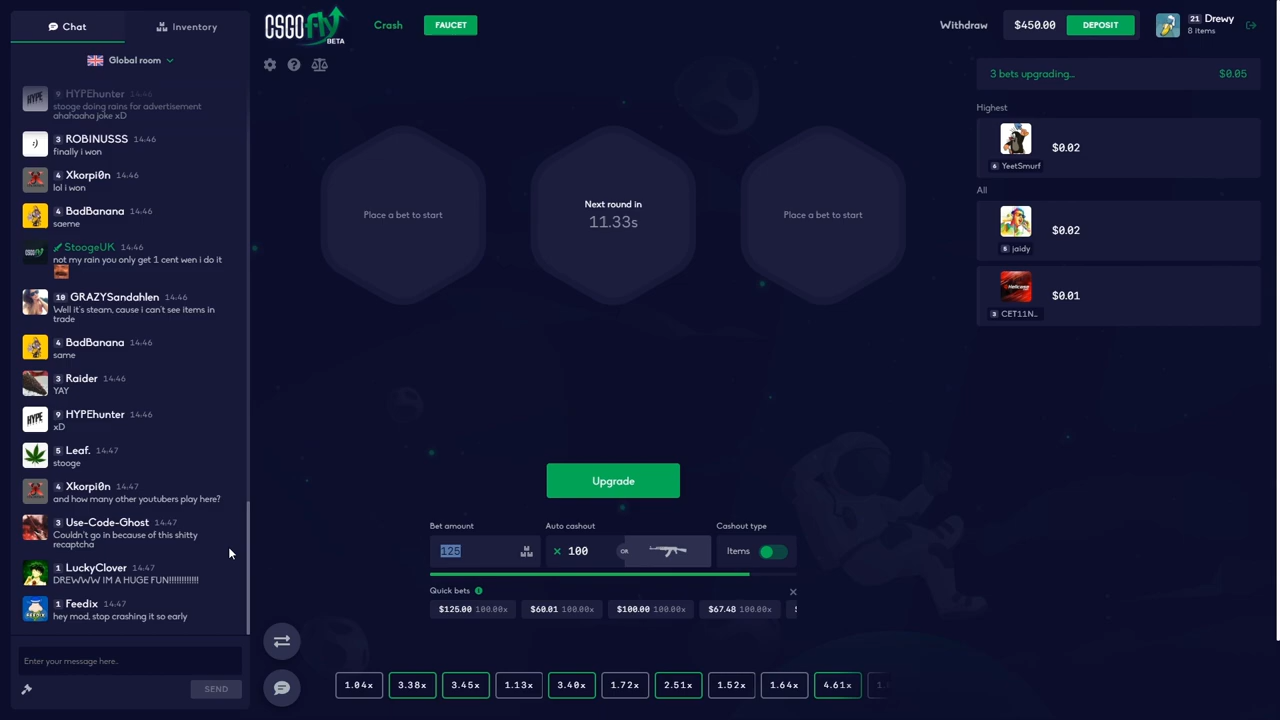 Chat
Inventory
Global room
9 HYPEhunter 14:46
stooge doing rains for advertisement
ahahaaha joke xD
3 ROBINUSSS 14:46
finally i won
4 Xkorpi0n 14:46
lol i won
4 BadBanana 14:46
saeme
StoogeUK 14:46
not my rain you only get 1 cent wen i do it
10 GRAZYSandahlen 14:46
Well it's steam, cause i can't see items in
trade
4 BadBanana 14:46
same
3 Raider 14:46
YAY
9 HYPEhunter 14:46
xD
5 Leaf. 14:47
stooge
4 Xkorpi0n 14:47
and how many other youtubers play here?
3 Use-Code-Ghost 14:47
Couldn't go in because of this shitty
recaptcha
1 LuckyClover 14:47
DREWWW IM A HUGE FUN!!!!!!!!!!!!
1 Feedix 14:47
hey mod, stop crashing it so early
Enter your message here..
SEND
CSGOfly
BETA
Crash
FAUCET
Withdraw
$450.00
DEPOSIT
21 Drewy
8 items
Place a bet to start
Next round in
11.33s
Place a bet to start
3 bets upgrading... $0.05
Highest
$0.02
6 YeetSmurf
All
$0.02
5 jaidy
$0.01
3 CET11N..
Upgrade
Bet amount
Auto cashout
Cashout type
125
× 100
OR
Items
Quick bets
$125.00 100.00x
$60.01 100.00x
$100.00 100.00x
$67.48 100.00x
1.04x
3.38x
3.45x
1.13x
3.40x
1.72x
2.51x
1.52x
1.64x
4.61x